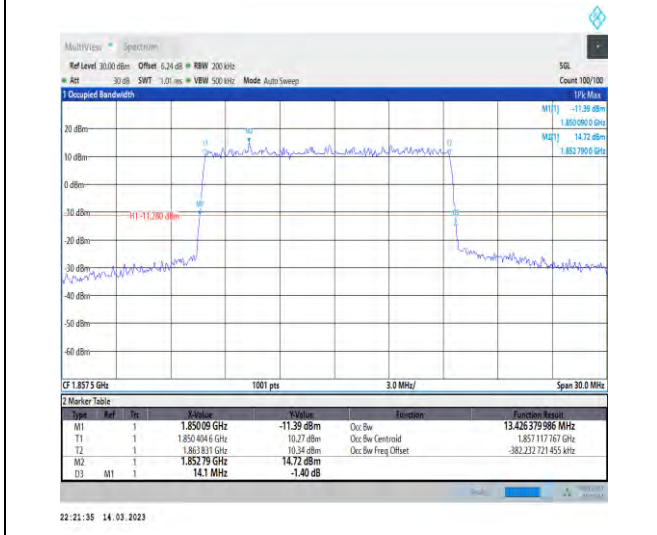 MultiView Spectrum
Ref Level 30.00 dBm Offset 6.24 dB RBW 200 kHz SGL
Att 30 dB SWT 1.01 ms VBW 500 kHz Mode Auto Sweep Count 100/100
1 Occupied Bandwidth 1Pk Max
M1[1] -11.39 dBm
1.850090 0 GHz
M2[1] 14.72 dBm
1.852 790 0 GHz
20 dBm
M2
T1 T2
10 dBm
0 dBm
M1
-10 dBm
H1 -11.280 dBm
D3
-20 dBm
-30 dBm
-40 dBm
-50 dBm
-60 dBm
CF 1.857 5 GHz 1001 pts 3.0 MHz/ Span 30.0 MHz
2 Marker Table
Type Ref Trc X-Value Y-Value Function Function Result
M1 1 1.85009 GHz -11.39 dBm Occ Bw 13.426 379 986 MHz
T1 1 1.850 404 6 GHz 10.27 dBm Occ Bw Centroid 1.857 117 767 GHz
T2 1 1.863 831 GHz 10.34 dBm Occ Bw Freq Offset -382.232 721 455 kHz
M2 1 1.852 79 GHz 14.72 dBm
D3 M1 1 14.1 MHz -1.40 dB
22:21:35 14.03.2023